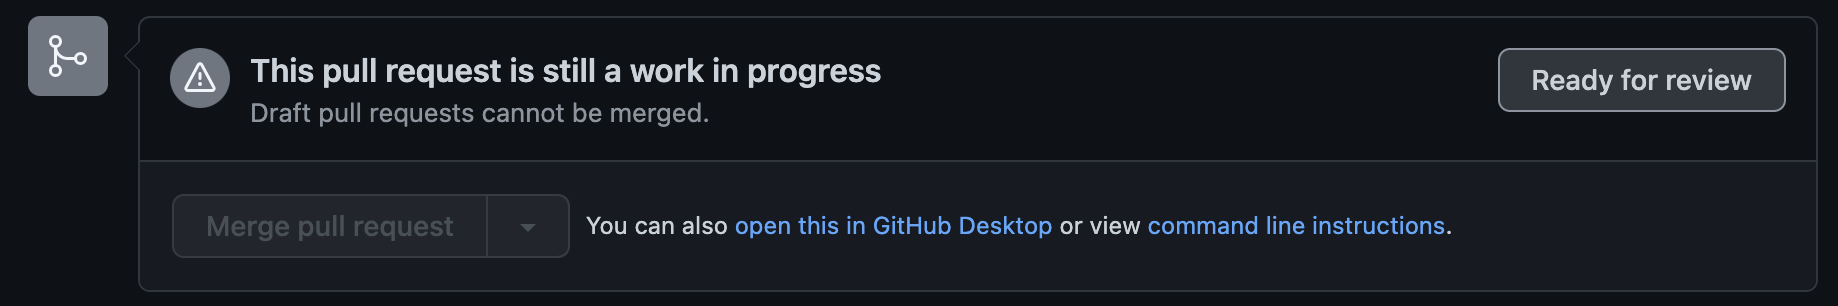 This pull request is still a work in progress
Draft pull requests cannot be merged.
Ready for review
Merge pull request
You can also open this in GitHub Desktop or view command line instructions.